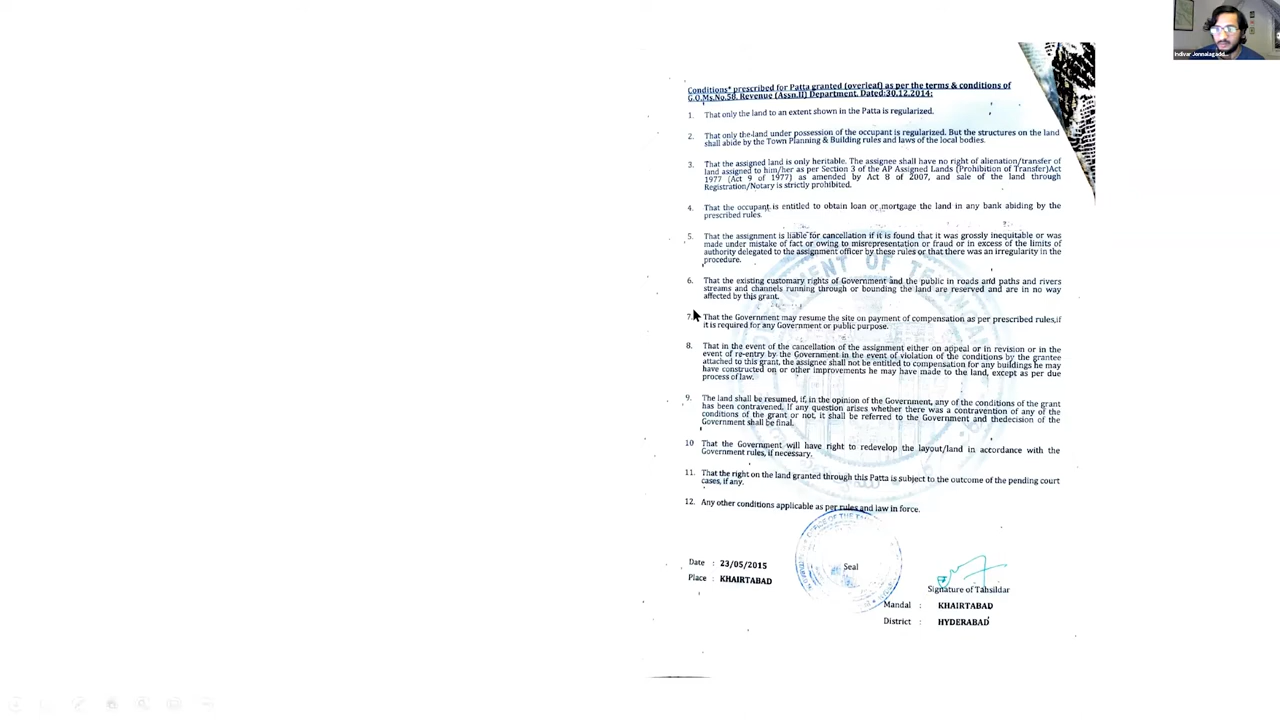 Indivar Jonnalagadd...
Conditions* prescribed for Patta granted (overleaf) as per the terms & conditions of
G.O.Ms.No.58, Revenue (Assn.II) Department, Dated:30.12.2014:
1. That only the land to an extent shown in the Patta is regularized.
2. That only the land under possession of the occupant is regularized. But the structures on the land
shall abide by the Town Planning & Building rules and laws of the local bodies.
3. That the assigned land is only heritable. The assignee shall have no right of alienation/transfer of
land assigned to him/her as per Section 3 of the AP Assigned Lands (Prohibition of Transfer)Act
1977 (Act 9 of 1977) as amended by Act 8 of 2007, and sale of the land through
Registration/Notary is strictly prohibited.
4. That the occupant is entitled to obtain loan or mortgage the land in any bank abiding by the
prescribed rules.
5. That the assignment is liable for cancellation if it is found that it was grossly inequitable or was
made under mistake of fact or owing to misrepresentation or fraud or in excess of the limits of
authority delegated to the assignment officer by these rules or that there was an irregularity in the
procedure.
6. That the existing customary rights of Government and the public in roads and paths and rivers
streams and channels running through or bounding the land are reserved and are in no way
affected by this grant.
7. That the Government may resume the site on payment of compensation as per prescribed rules,if
it is required for any Government or public purpose.
8. That in the event of the cancellation of the assignment either on appeal or in revision or in the
event of re-entry by the Government in the event of violation of the conditions by the grantee
attached to this grant, the assignee shall not be entitled to compensation for any buildings he may
have constructed on or other improvements he may have made to the land, except as per due
process of law.
9. The land shall be resumed, if, in the opinion of the Government, any of the conditions of the grant
has been contravened. If any question arises whether there was a contravention of any of the
conditions of the grant or not, it shall be referred to the Government and thedecision of the
Government shall be final.
10 That the Government will have right to redevelop the layout/land in accordance with the
Government rules, if necessary.
11. That the right on the land granted through this Patta is subject to the outcome of the pending court
cases, if any.
12. Any other conditions applicable as per rules and law in force.
Date : 23/05/2015
Place : KHAIRTABAD
Seal
Signature of Tahsildar
Mandal : KHAIRTABAD
District : HYDERABAD